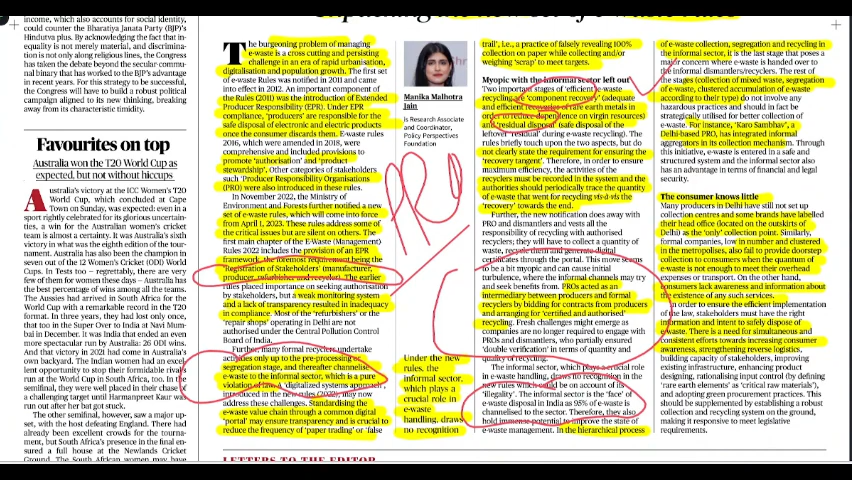 income, which also accounts for social identity,
could counter the Bharatiya Janata Party (BJP)'s
Hindutva plus. By acknowledging the fact that in-
equality is not merely material, and discrimina-
tion is not only along religious lines, the Congress
has taken the debate beyond the secular commu-
nal binary that has worked to the BJP's advantage
in recent years. For this strategy to be successful,
the Congress will have to build a robust political
campaign aligned to its new thinking, breaking
away from its characteristic timidity.
Favourites on top
Australia won the T20 World Cup as
expected, but not without hiccups
Australia's victory at the ICC Women's T20
World Cup, which concluded at Cape
Town on Sunday, was expected: even in a
sport rightly celebrated for its glorious uncertain-
ties, a win for the Australian women's cricket
team is almost a certainty. It was Australia's sixth
victory in what was the eighth edition of the tour-
nament. Australia has also been the champion in
seven out of the 12 Women's Cricket (ODI) World
Cups. In Tests too – regrettably, there are very
few of them for women these days – Australia has
the best percentage of wins among all the teams.
The Aussies had arrived in South Africa for the
World Cup with a remarkable record in the T20
format. In three years, they had lost only once,
that too in the Super Over to India at Navi Mum-
bai in December. It was India that ended an even
more spectacular run by Australia: 26 ODI wins.
And that victory in 2021 had come in Australia's
own backyard. The Indian women had an excel-
lent opportunity to stop their formidable rivals'
run at the World Cup in South Africa, too. In the
semifinal, they were well placed in their chase of
a challenging target until Harmanpreet Kaur was
run out after her bat got stuck.
The other semifinal, however, saw a major up-
set, with the host defeating England. There had
already been excellent crowds for the tourna-
ment, but South Africa's presence in the final en-
sured a full house at the Newlands Cricket
The burgeoning problem of managing
e-waste is a cross cutting and persisting
challenge in an era of rapid urbanisation,
digitalisation and population growth. The first set
of e-waste Rules was notified in 2011 and came
into effect in 2012. An important component of the
Rules (2011) was the introduction of Extended
Producer Responsibility (EPR). Under EPR
compliance, 'producers' are responsible for the
safe disposal of electronic and electric products
once the consumer discards them. E-waste rules
2016, which were amended in 2018, were
comprehensive and included provisions to
promote 'authorisation' and 'product
stewardship'. Other categories of stakeholders
such 'Producer Responsibility Organisations
(PRO) were also introduced in these rules.
In November 2022, the Ministry of
Environment and Forests further notified a new
set of e-waste rules, which will come into force
from April 1, 2023. These rules address some of
the critical issues but are silent on others. The
first main chapter of the E-Waste (Management)
Rules 2022 includes the provision of an EPR
framework, the foremost requirement being the
'Registration of Stakeholders' (manufacturer,
producer, refurbisher and recycler). The earlier
rules placed importance on seeking authorisation
by stakeholders, but a weak monitoring system
and a lack of transparency resulted in inadequacy
in compliance. Most of the 'refurbishers' or the
'repair shops' operating in Delhi are not
authorised under the Central Pollution Control
Board of India.
Further many formal recyclers undertake
activities only up to the pre-processing or
segregation stage, and thereafter channelise
e-waste to the informal sector, which is a pure
violation of law. A 'digitalized systems approach',
introduced in the new rules (2022), may now
address these challenges. Standardising the
e-waste value chain through a common digital
'portal' may ensure transparency and is crucial to
reduce the frequency of 'paper trading' or 'false
Manika Malhotra
Jain
is Research Associate
and Coordinator,
Policy Perspectives
Foundation
PRO
Under the
new rules,
the informal
sector,
which plays a
crucial role
in e-waste
handling, draws
no recognition
trail', i.e., a practice of falsely revealing 100%
collection on paper while collecting and/or
weighing 'scrap' to meet targets.
Myopic with the informal sector left out
Two important stages of 'efficient e-waste
recycling are 'component recovery' (adequate
and efficient recoveries of rare earth metals in
order to reduce dependence on virgin resources)
and 'residual disposal' (safe disposal of the
leftover 'residual' during e-waste recycling). The
rules briefly touch upon the two aspects, but do
not clearly state the requirement for ensuring the
'recovery tangent'. Therefore, in order to ensure
maximum efficiency, the activities of the
recyclers must be recorded in the system and the
authorities should periodically trace the quantity
of e-waste that went for recycling vis-à-vis the
'recovery' towards the end.
Further, the new notification does away with
PRO and dismantlers and vests all the
responsibility of recycling with authorised
recyclers; they will have to collect a quantity of
waste, recycle them and generate digital
certificates through the portal. This move seems
to be a bit myopic and can cause initial
turbulence, where the informal channels may try
and seek benefits from. PROs acted as an
intermediary between producers and formal
recyclers by bidding for contracts from producers
and arranging for 'certified and authorised'
recycling. Fresh challenges might emerge as
companies are no longer required to engage with
PROs and dismantlers, who partially ensured
'double verification' in terms of quantity and
quality of recycling.
The informal sector, which plays a crucial role
in e-waste handling, draws no recognition in the
new rules which could be on account of its
'illegality'. The informal sector is the 'face' of
e-waste disposal in India as 95% of e-waste is
channelised to the sector. Therefore, they also
hold immense potential to improve the state of
e-waste management. In the hierarchical process
of e-waste collection, segregation and recycling in
the informal sector, it is the last stage that poses a
major concern where e-waste is handed over to
the informal dismantlers/recyclers. The rest of
the stages (collection of mixed waste, segregation
of e-waste, clustered accumulation of e-waste
according to their type) do not involve any
hazardous practices and should in fact be
strategically utilised for better collection of
e-waste. For instance, 'Karo Sambhav', a
Delhi-based PRO, has integrated informal
aggregators in its collection mechanism. Through
this initiative, e-waste is entered in a safe and
structured system and the informal sector also
has an advantage in terms of financial and legal
security.
The consumer knows little
Many producers in Delhi have still not set up
collection centres and some brands have labelled
their head office (located on the outskirts of
Delhi) as the 'only' collection point. Similarly,
formal companies, low in number and clustered
in the metropolises, also fail to provide doorstep
collection to consumers when the quantum of
e-waste is not enough to meet their overhead
expenses or transport. On the other hand,
consumers lack awareness and information about
the existence of any such services.
In order to ensure the efficient implementation
of the law, stakeholders must have the right
information and intent to safely dispose of
e-waste. There is a need for simultaneous and
consistent efforts towards increasing consumer
awareness, strengthening reverse logistics,
building capacity of stakeholders, improving
existing infrastructure, enhancing product
designing, rationalising input control (by defining
'rare earth elements' as 'critical raw materials'),
and adopting green procurement practices. This
should be supplemented by establishing a robust
collection and recycling system on the ground,
making it responsive to meet legislative
requirements.
LETTERS TO THE EDITOR